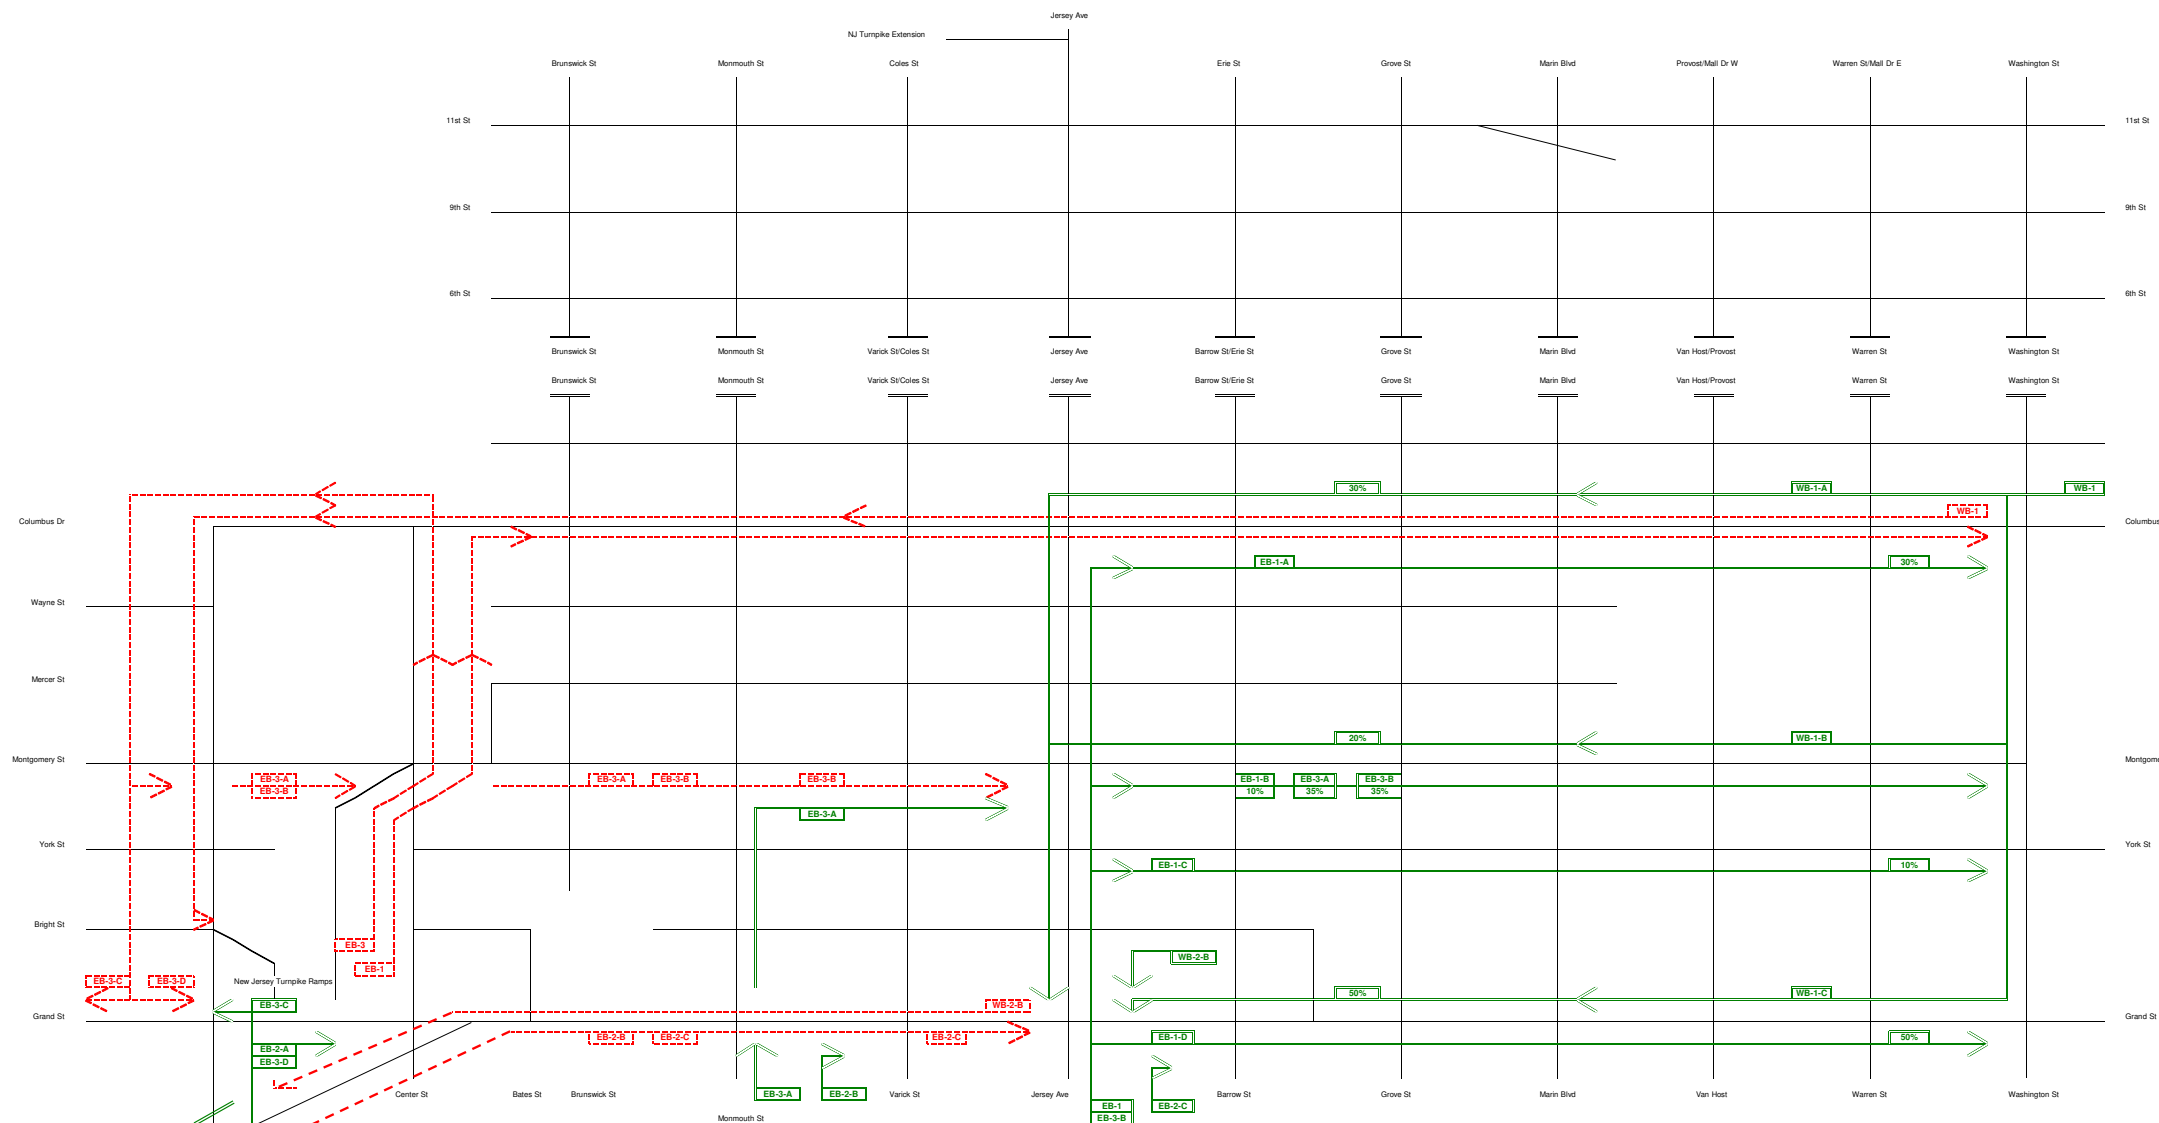 Jersey Ave
NJ Turnpike Extension
Brunswick St Monmouth St Coles St Erie St Grove St Marin Blvd Provost/Mall Dr W Warren St/Mall Dr E Washington St
11st St 11st St
9th St 9th St
6th St 6th St
Brunswick St Monmouth St Varick St/Coles St Jersey Ave Barrow St/Erie St Grove St Marin Blvd Van Host/Provost Warren St Washington St
Brunswick St Monmouth St Varick St/Coles St Jersey Ave Barrow St/Erie St Grove St Marin Blvd Van Host/Provost Warren St Washington St
30% WB-1-A WB-1
WB-1
Columbus Dr Columbus
EB-1-A 30%
Wayne St
Mercer St
20% WB-1-B
Montgomery St Montgome
EB-3-A EB-3-A EB-3-B EB-3-B EB-1-B EB-3-A EB-3-B
EB-3-B 10% 35% 35%
EB-3-A
York St York St
EB-1-C 10%
Bright St
EB-3
WB-2-B
EB-1
EB-3-C EB-3-D New Jersey Turnpike Ramps
50% WB-1-C
EB-3-C WB-2-B
Grand St Grand St
EB-2-B EB-2-C EB-2-C EB-1-D 50%
EB-2-A
EB-3-D
Center St Bates St Brunswick St EB-3-A EB-2-B Varick St Jersey Ave Barrow St Grove St Marin Blvd Van Host Warren St Washington St
EB-1 EB-2-C
Monmouth St EB-3-B